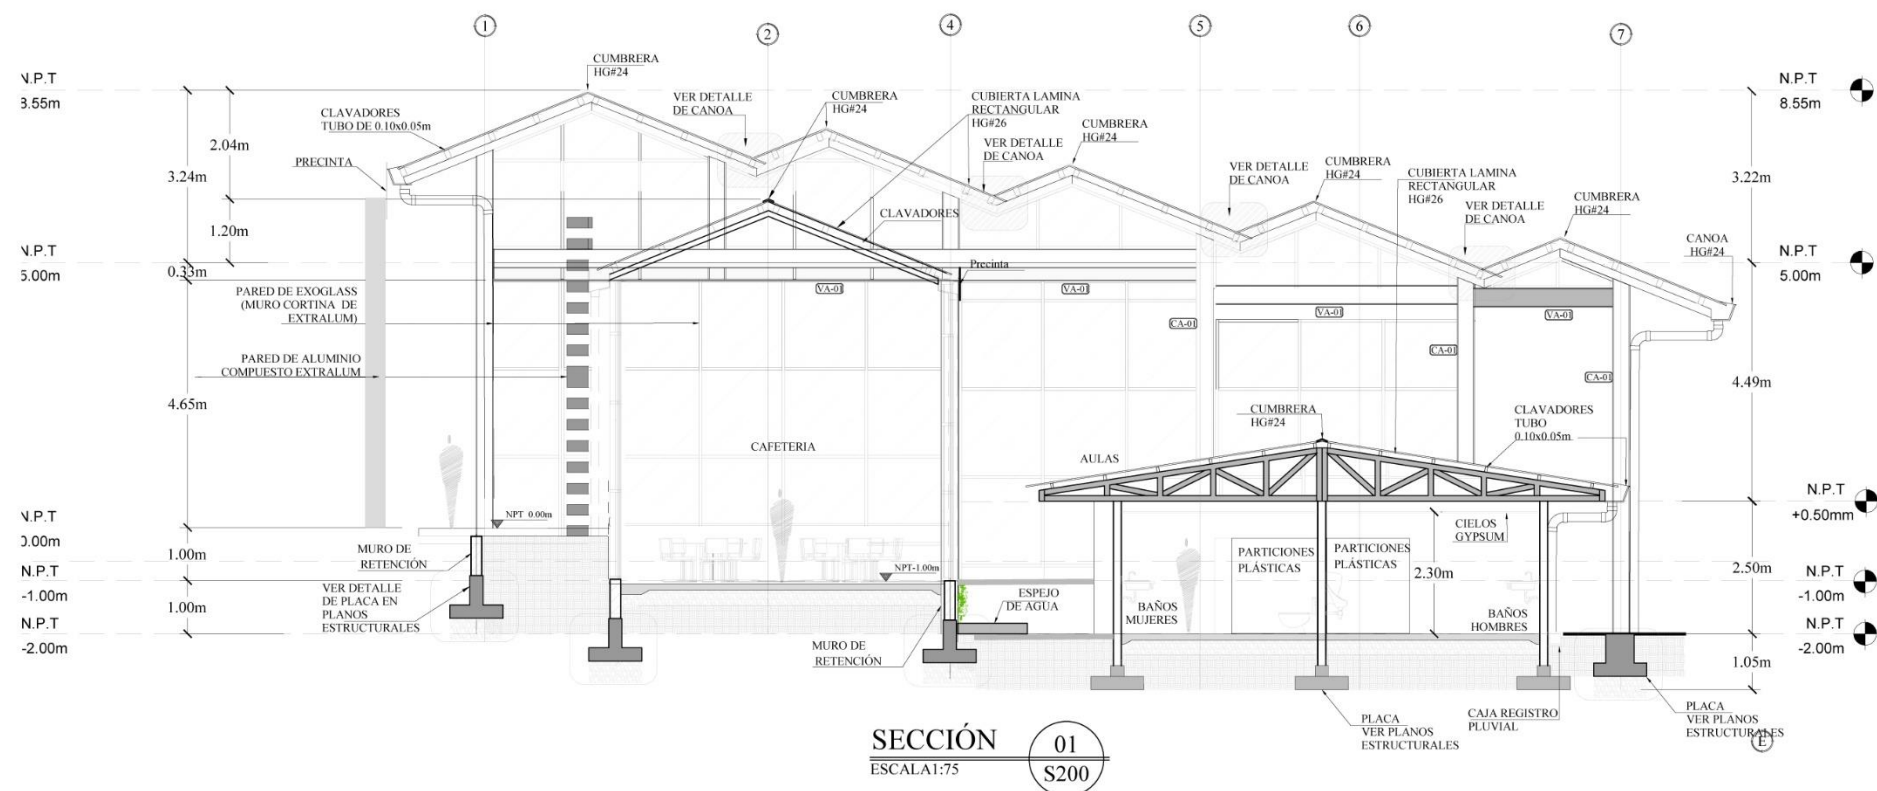 1
2
4
5
6
7
N.P.T
8.55m
N.P.T
5.00m
N.P.T
0.00m
N.P.T
-1.00m
N.P.T
-2.00m
2.04m
3.24m
1.20m
0.33m
4.65m
1.00m
1.00m
CUMBRERA
HG#24
CLAVADORES
TUBO DE 0.10x0.05m
PRECINTA
VER DETALLE
DE CANOA
CUMBRERA
HG#24
CUBIERTA LAMINA
RECTANGULAR
HG#26
VER DETALLE
DE CANOA
CUMBRERA
HG#24
VER DETALLE
DE CANOA
CUMBRERA
HG#24
CUBIERTA LAMINA
RECTANGULAR
HG#26
VER DETALLE
DE CANOA
CUMBRERA
HG#24
CANOA
HG#24
CLAVADORES
Precinta
PARED DE EXOGLASS
(MURO CORTINA DE
EXTRALUM)
PARED DE ALUMINIO
COMPUESTO EXTRALUM
VA-01
VA-01
VA-01
VA-01
CA-01
CA-01
CA-01
CAFETERIA
CUMBRERA
HG#24
CLAVADORES
TUBO
0.10x0.05m
AULAS
NPT 0.00m
NPT-1.00m
MURO DE
RETENCIÓN
VER DETALLE
DE PLACA EN
PLANOS
ESTRUCTURALES
MURO DE
RETENCIÓN
ESPEJO
DE AGUA
BAÑOS
MUJERES
PARTICIONES
PLÁSTICAS
PARTICIONES
PLÁSTICAS
2.30m
CIELOS
GYPSUM
BAÑOS
HOMBRES
PLACA
VER PLANOS
ESTRUCTURALES
CAJA REGISTRO
PLUVIAL
PLACA
VER PLANOS
ESTRUCTURALES
E
3.22m
4.49m
2.50m
1.05m
N.P.T
8.55m
N.P.T
5.00m
N.P.T
+0.50mm
N.P.T
-1.00m
N.P.T
-2.00m
SECCIÓN
ESCALA1:75
01
S200